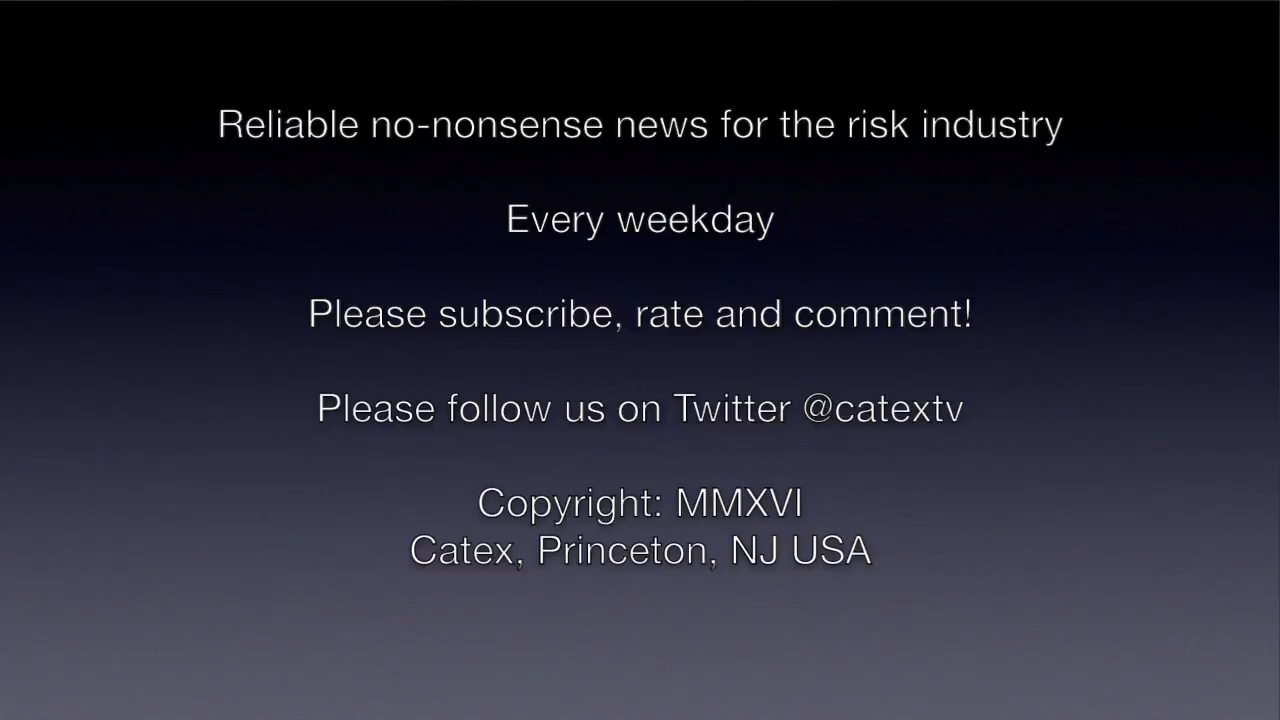 Reliable no-nonsense news for the risk industry
Every weekday
Please subscribe, rate and comment!
Please follow us on Twitter @catextv
Copyright: MMXVI
Catex, Princeton, NJ USA